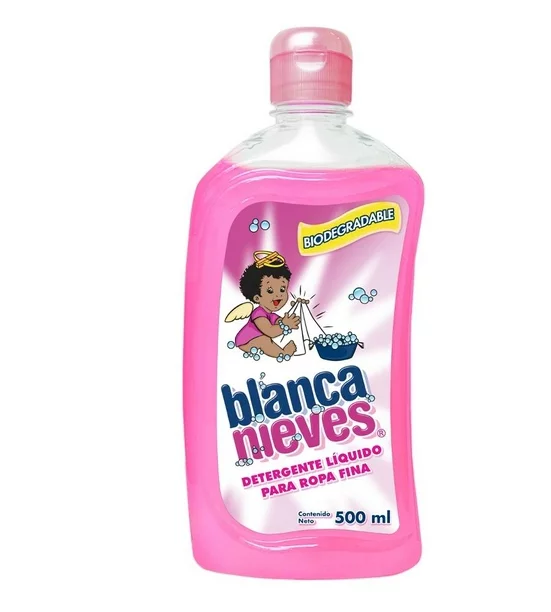 BIODEGRADABLE
blanca
nieves®
DETERGENTE LÍQUIDO
PARA ROPA FINA
Contenido
Neto 500 ml